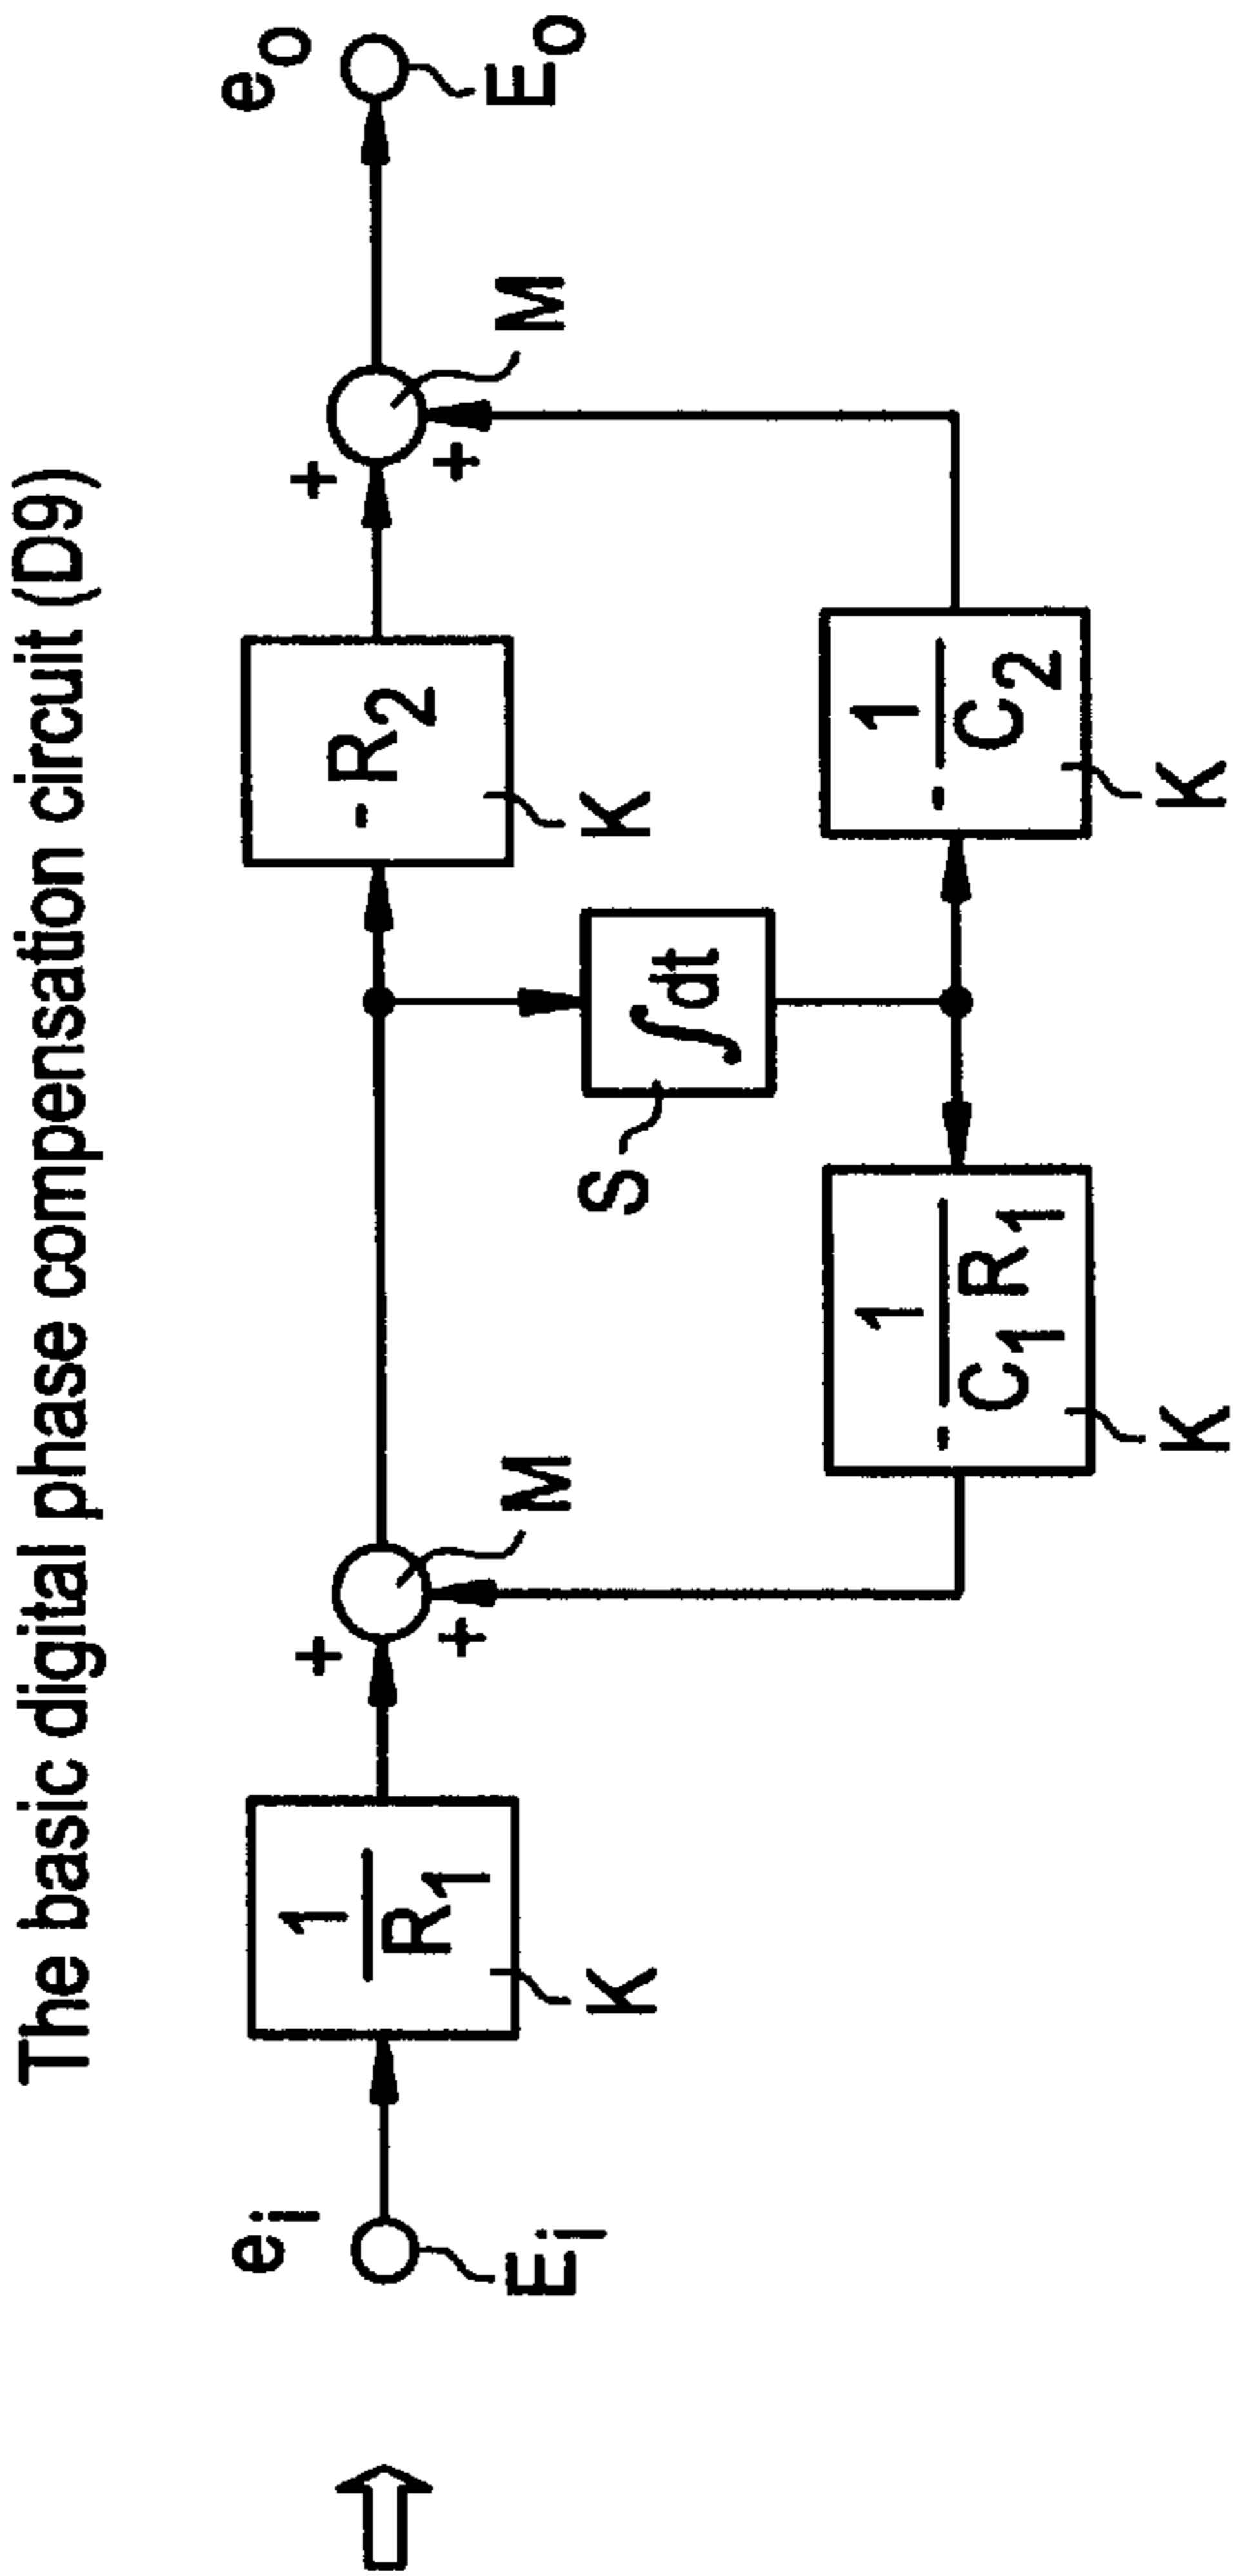 The basic digital phase compensation circuit (D9)
e_i
E_i
1
R_1
K
+
+
M
- 1
C_1 R_1
K
S
∫dt
- R_2
K
- 1
C_2
K
+
+
M
e_o
E_o